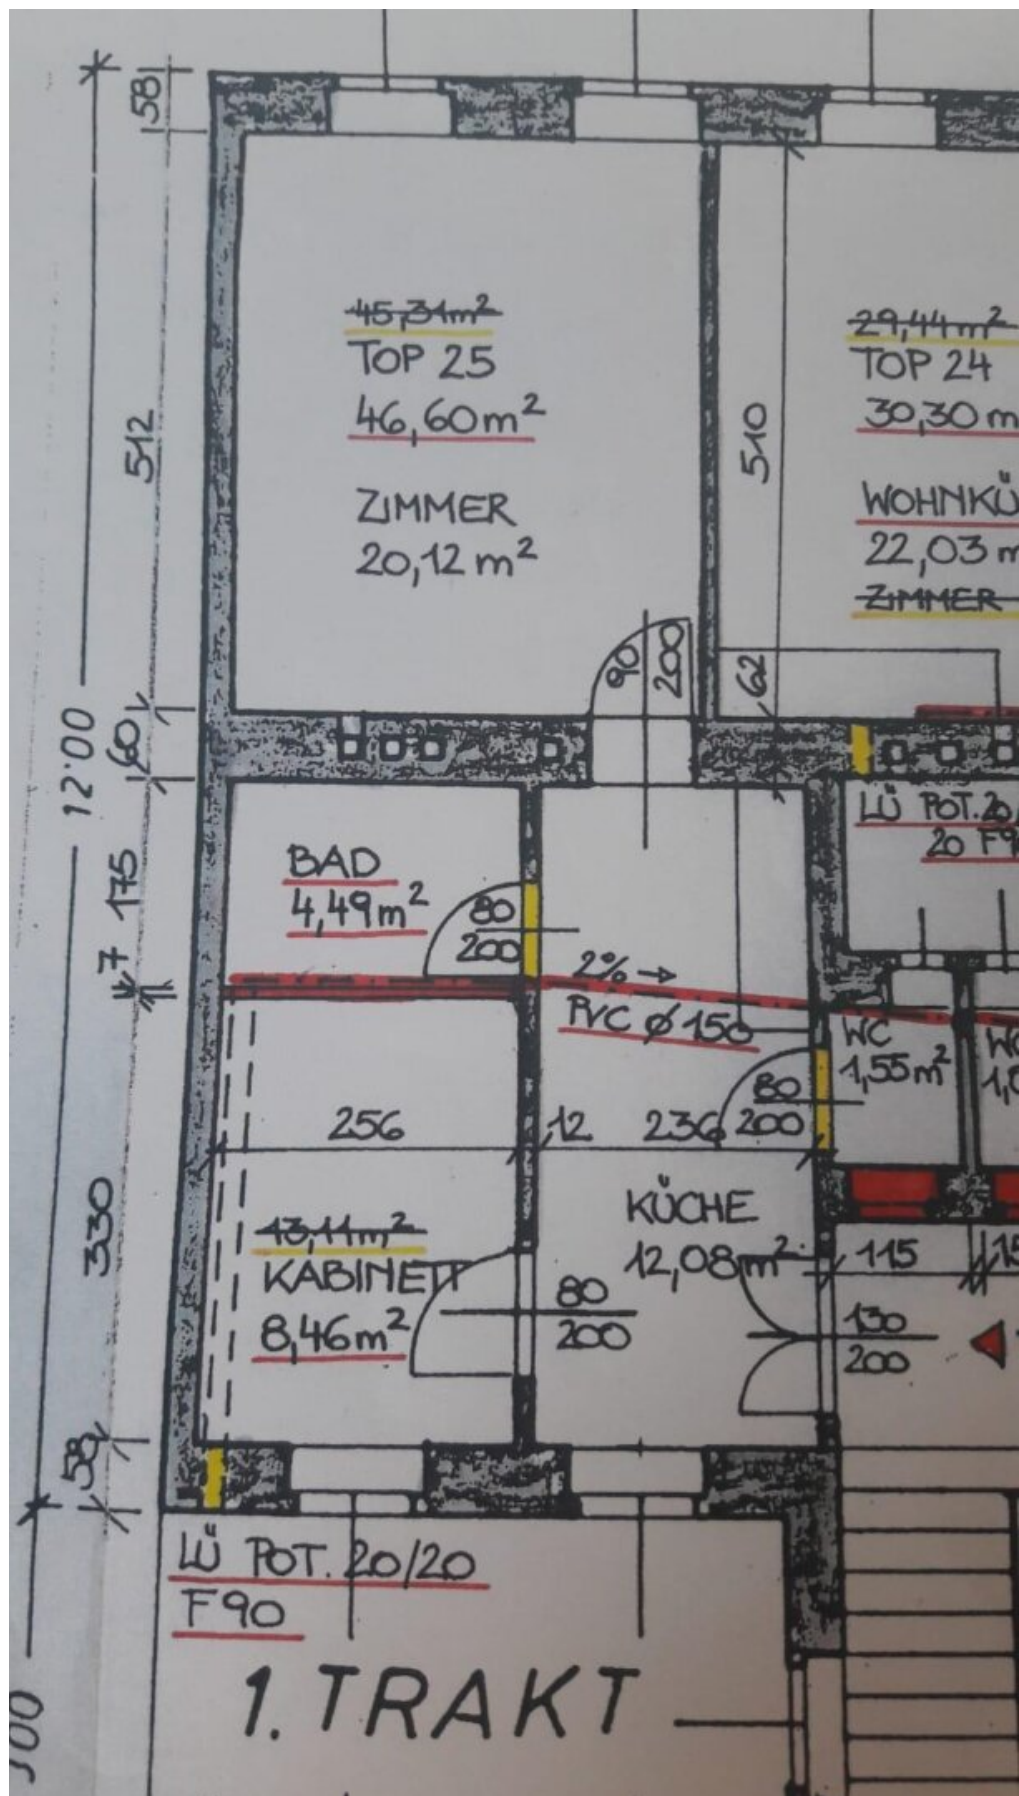 58
45,31m²
TOP 25
46,60m²
ZIMMER
20,12 m²
29,44m²
TOP 24
30,30 m
WOHNKÜ
22,03 m
ZIMMER
512
510
90
200
62
12'00
60
LÜ POT. 20/
20 F9
BAD
4,49m²
80
200
175
7
2% →
PVC Ø 150
WC
1,55m²
80
200
256
12
236
330
KÜCHE
12,08m²
13,11m²
KABINETT
8,46m²
80
200
115
15
130
200
58
LÜ POT. 20/20
F90
1. TRAKT